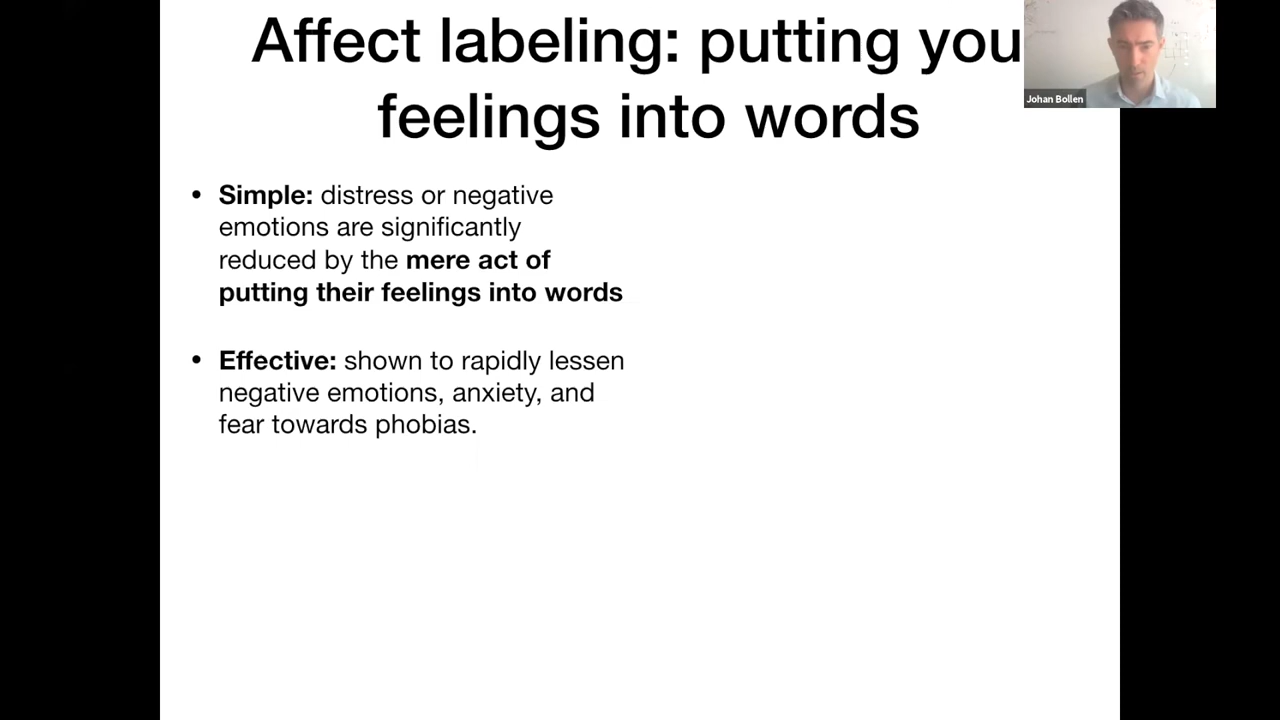 Affect labeling: putting you
feelings into words
Johan Bollen
• Simple: distress or negative
emotions are significantly
reduced by the mere act of
putting their feelings into words
• Effective: shown to rapidly lessen
negative emotions, anxiety, and
fear towards phobias.